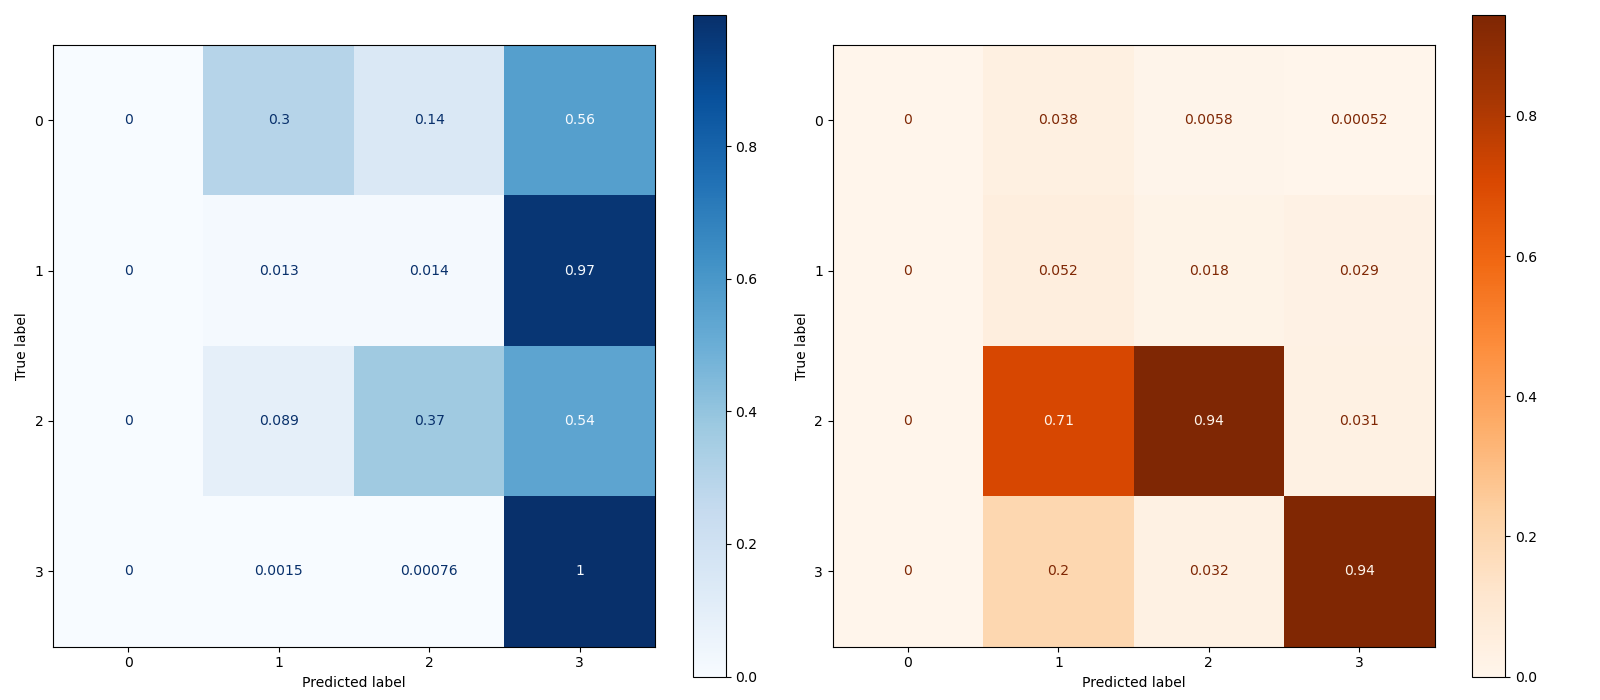 0 0 0.3 0.14 0.56
1 0 0.013 0.014 0.97
2 0 0.089 0.37 0.54
3 0 0.0015 0.00076 1
0 1 2 3
True label
Predicted label
0.8
0.6
0.4
0.2
0.0
0 0 0.038 0.0058 0.00052
1 0 0.052 0.018 0.029
2 0 0.71 0.94 0.031
3 0 0.2 0.032 0.94
0 1 2 3
True label
Predicted label
0.8
0.6
0.4
0.2
0.0